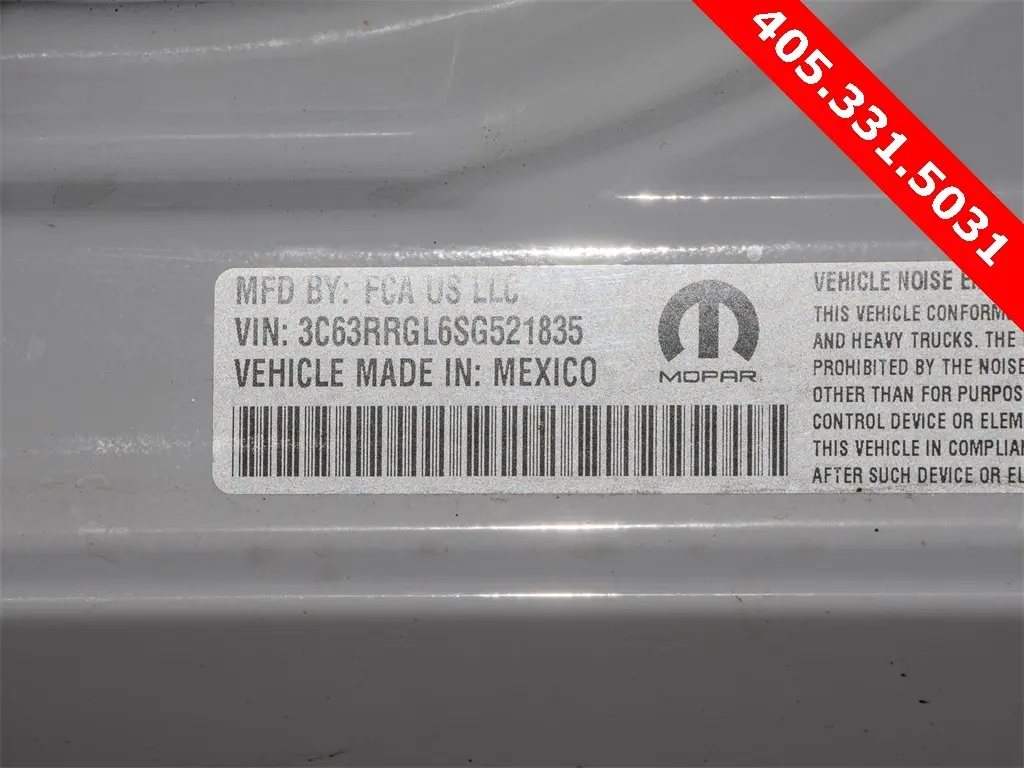 405.331.5031
MFD BY: FCA US LLC
VIN: 3C63RRGL6SG521835
VEHICLE MADE IN: MEXICO
MOPAR
VEHICLE NOISE
THIS VEHICLE CONFORM
AND HEAVY TRUCKS. THE
PROHIBITED BY THE NOISE
OTHER THAN FOR PURPOS
CONTROL DEVICE OR ELEM
THIS VEHICLE IN COMPLIA
AFTER SUCH DEVICE OR EL